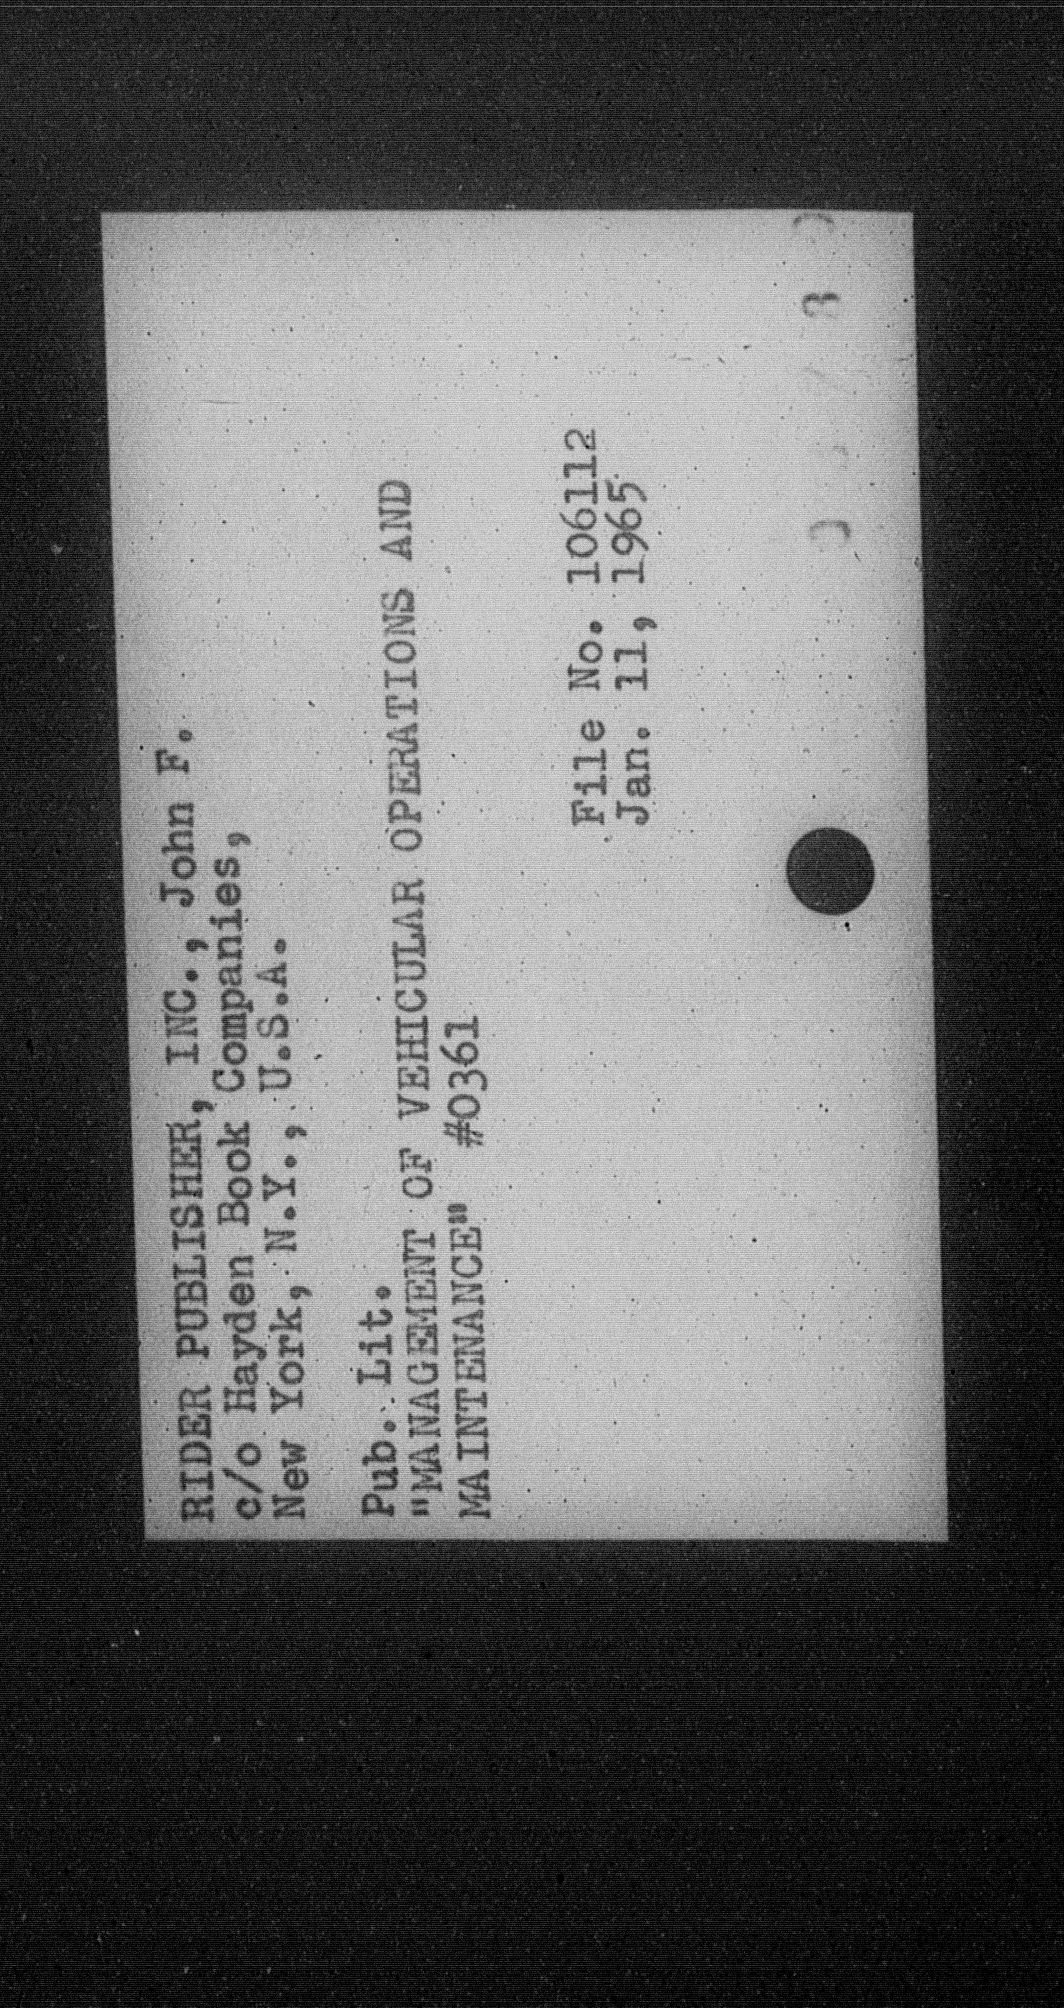 RIDER PUBLISHER, INC., John F.
c/o Hayden Book Companies,
New York, N.Y., U.S.A.
Pub. Lit.
"MANAGEMENT OF VEHICULAR OPERATIONS AND
MAINTENANCE" #0361
File No. 106112
Jan. 11, 1965